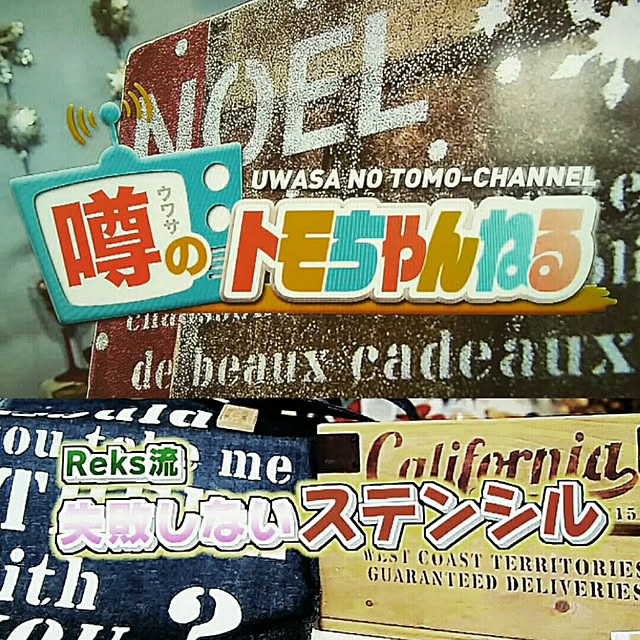 NOEL
UWASA NO TOMO-CHANNEL
ウワサ
噂のトモちゃんねる
de beaux cadeaux
me
Reks流
失敗しないステンシル
California
15
WEST COAST TERRITORIES
GUARANTEED DELIVERIES
?